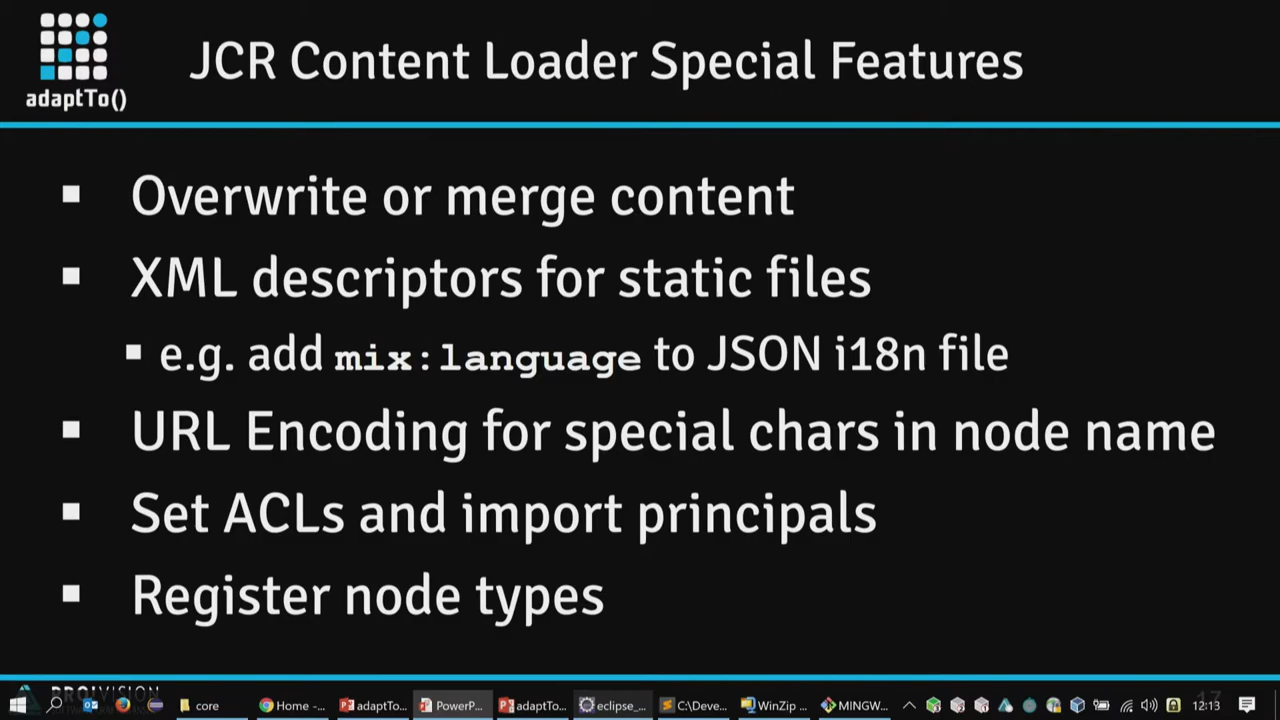 JCR Content Loader Special Features
adaptTo()
Overwrite or merge content
XML descriptors for static files
e.g. add mix:language to JSON i18n file
URL Encoding for special chars in node name
Set ACLs and import principals
Register node types
core
Home -...
adaptTo...
PowerP...
adaptTo...
eclipse_...
C:\Deve...
WinZip ...
MINGW...
17
12:13